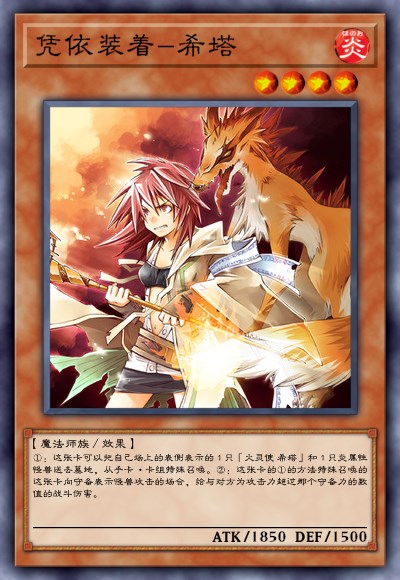 凭依装着–希塔
ほのお
炎
【魔法师族／效果】
①：这张卡可以把自己场上的表侧表示的1只「火灵使 希塔」和1只炎属性
怪兽送去墓地，从手卡・卡组特殊召唤。②：这张卡的①的方法特殊召唤的
这张卡向守备表示怪兽攻击的场合，给与对方为攻击力超过那个守备力的数
值的战斗伤害。
ATK/1850 DEF/1500